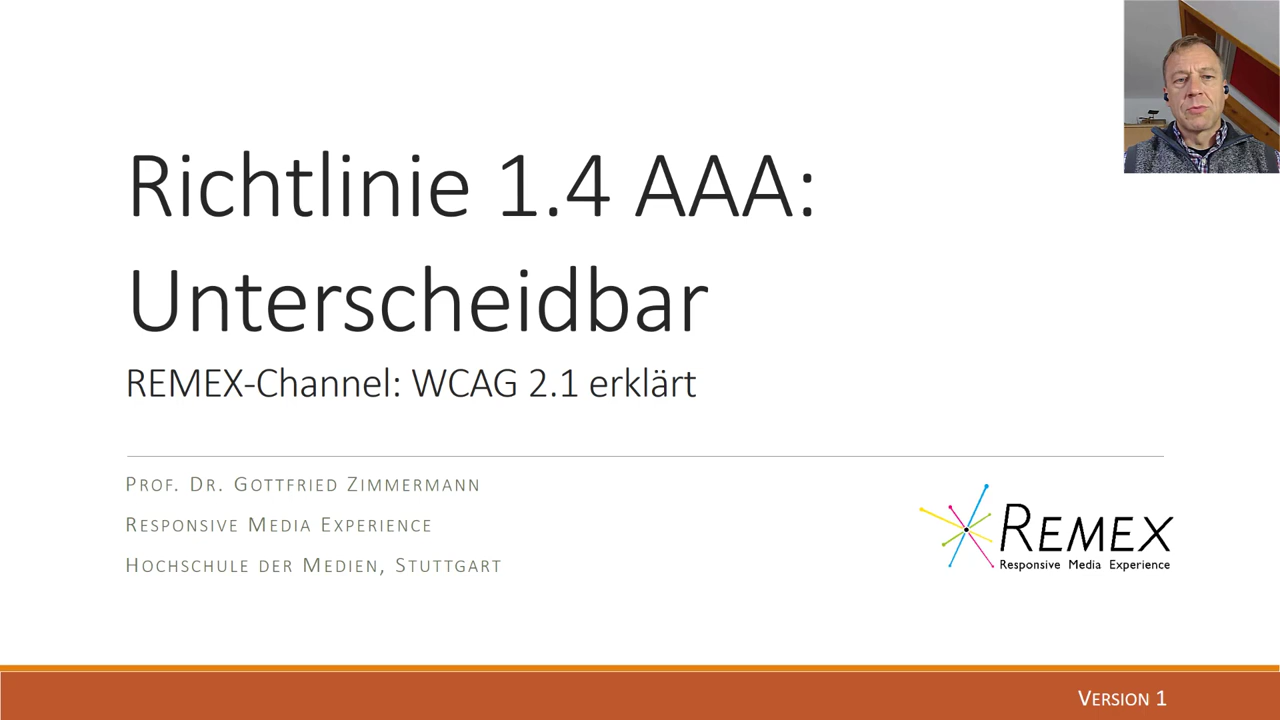 Richtlinie 1.4 AAA:
Unterscheidbar
REMEX-Channel: WCAG 2.1 erklärt
Prof. Dr. Gottfried Zimmermann
Responsive Media Experience
Hochschule der Medien, Stuttgart
Remex
Responsive Media Experience
Version 1